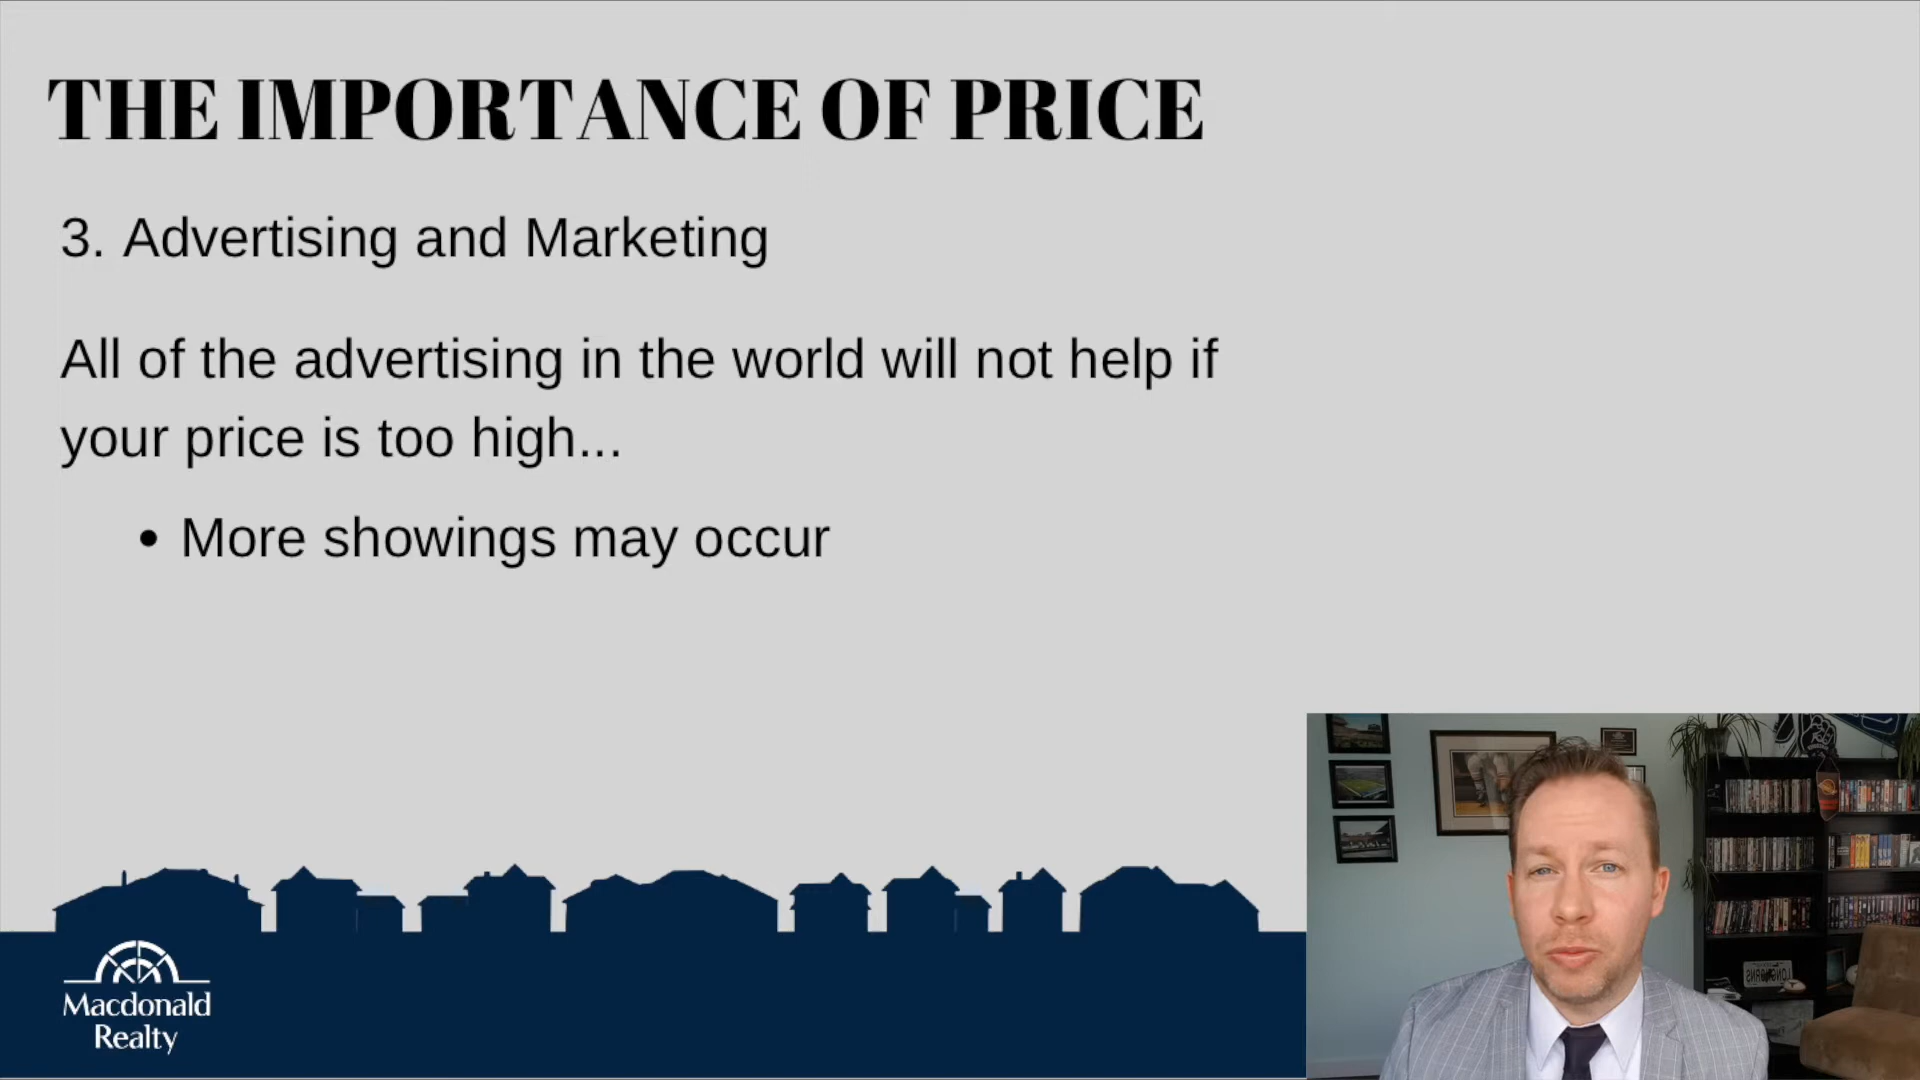 THE IMPORTANCE OF PRICE
3. Advertising and Marketing
All of the advertising in the world will not help if
your price is too high...
• More showings may occur
Macdonald
Realty